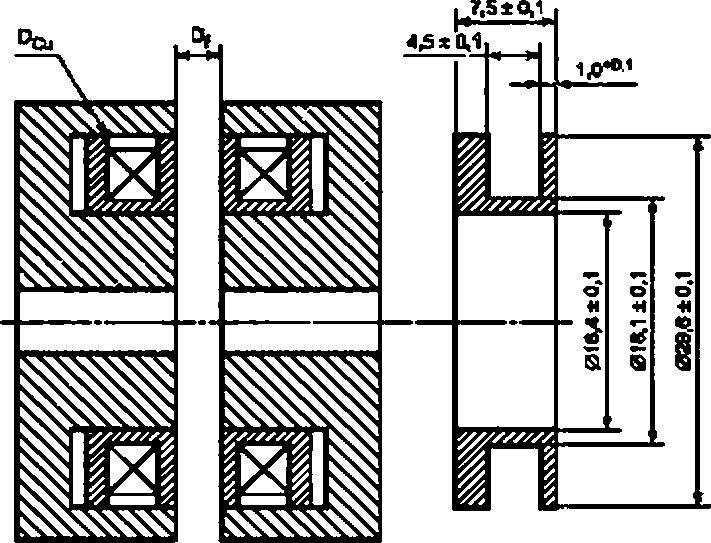 7,5 ± 0,1
D_Cu
D_f
4,5 ± 0,1
1,0⁺⁰,¹
Ø16,4 ± 0,1
Ø18,1 ± 0,1
Ø29,6 ± 0,1